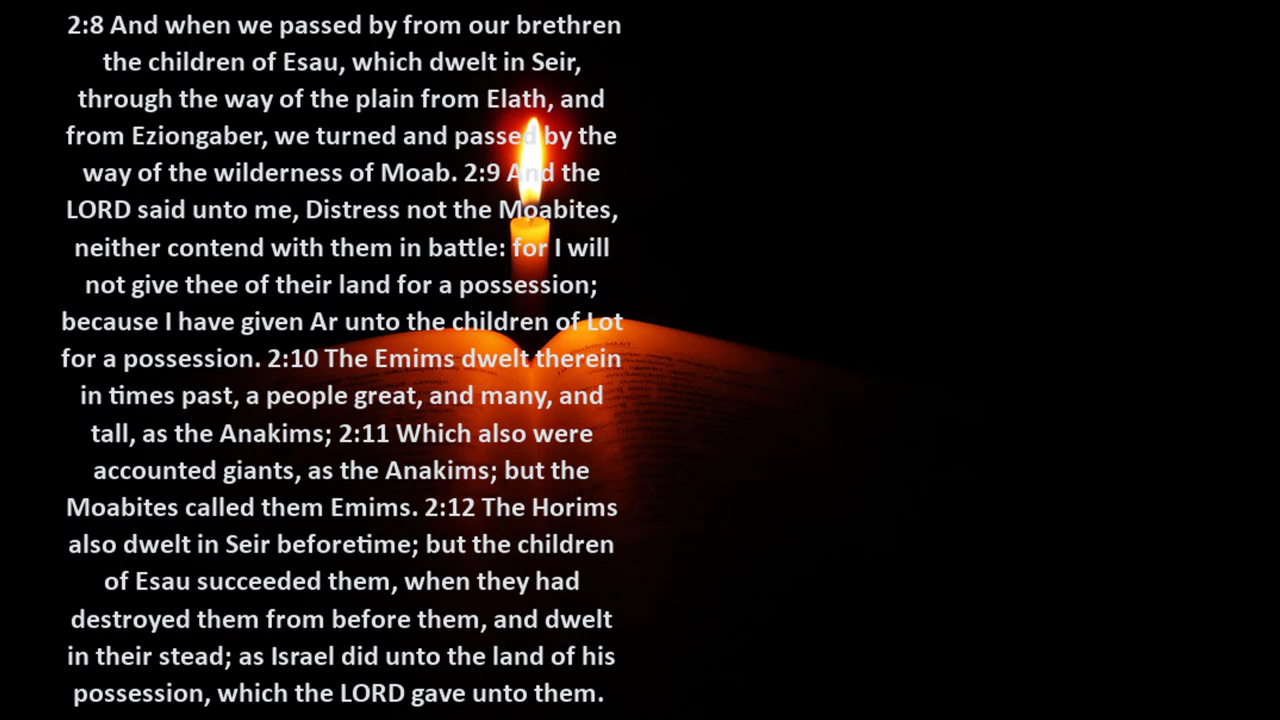 2:8 And when we passed by from our brethren
the children of Esau, which dwelt in Seir,
through the way of the plain from Elath, and
from Eziongaber, we turned and passed by the
way of the wilderness of Moab. 2:9 And the
LORD said unto me, Distress not the Moabites,
neither contend with them in battle: for I will
not give thee of their land for a possession;
because I have given Ar unto the children of Lot
for a possession. 2:10 The Emims dwelt therein
in times past, a people great, and many, and
tall, as the Anakims; 2:11 Which also were
accounted giants, as the Anakims; but the
Moabites called them Emims. 2:12 The Horims
also dwelt in Seir beforetime; but the children
of Esau succeeded them, when they had
destroyed them from before them, and dwelt
in their stead; as Israel did unto the land of his
possession, which the LORD gave unto them.